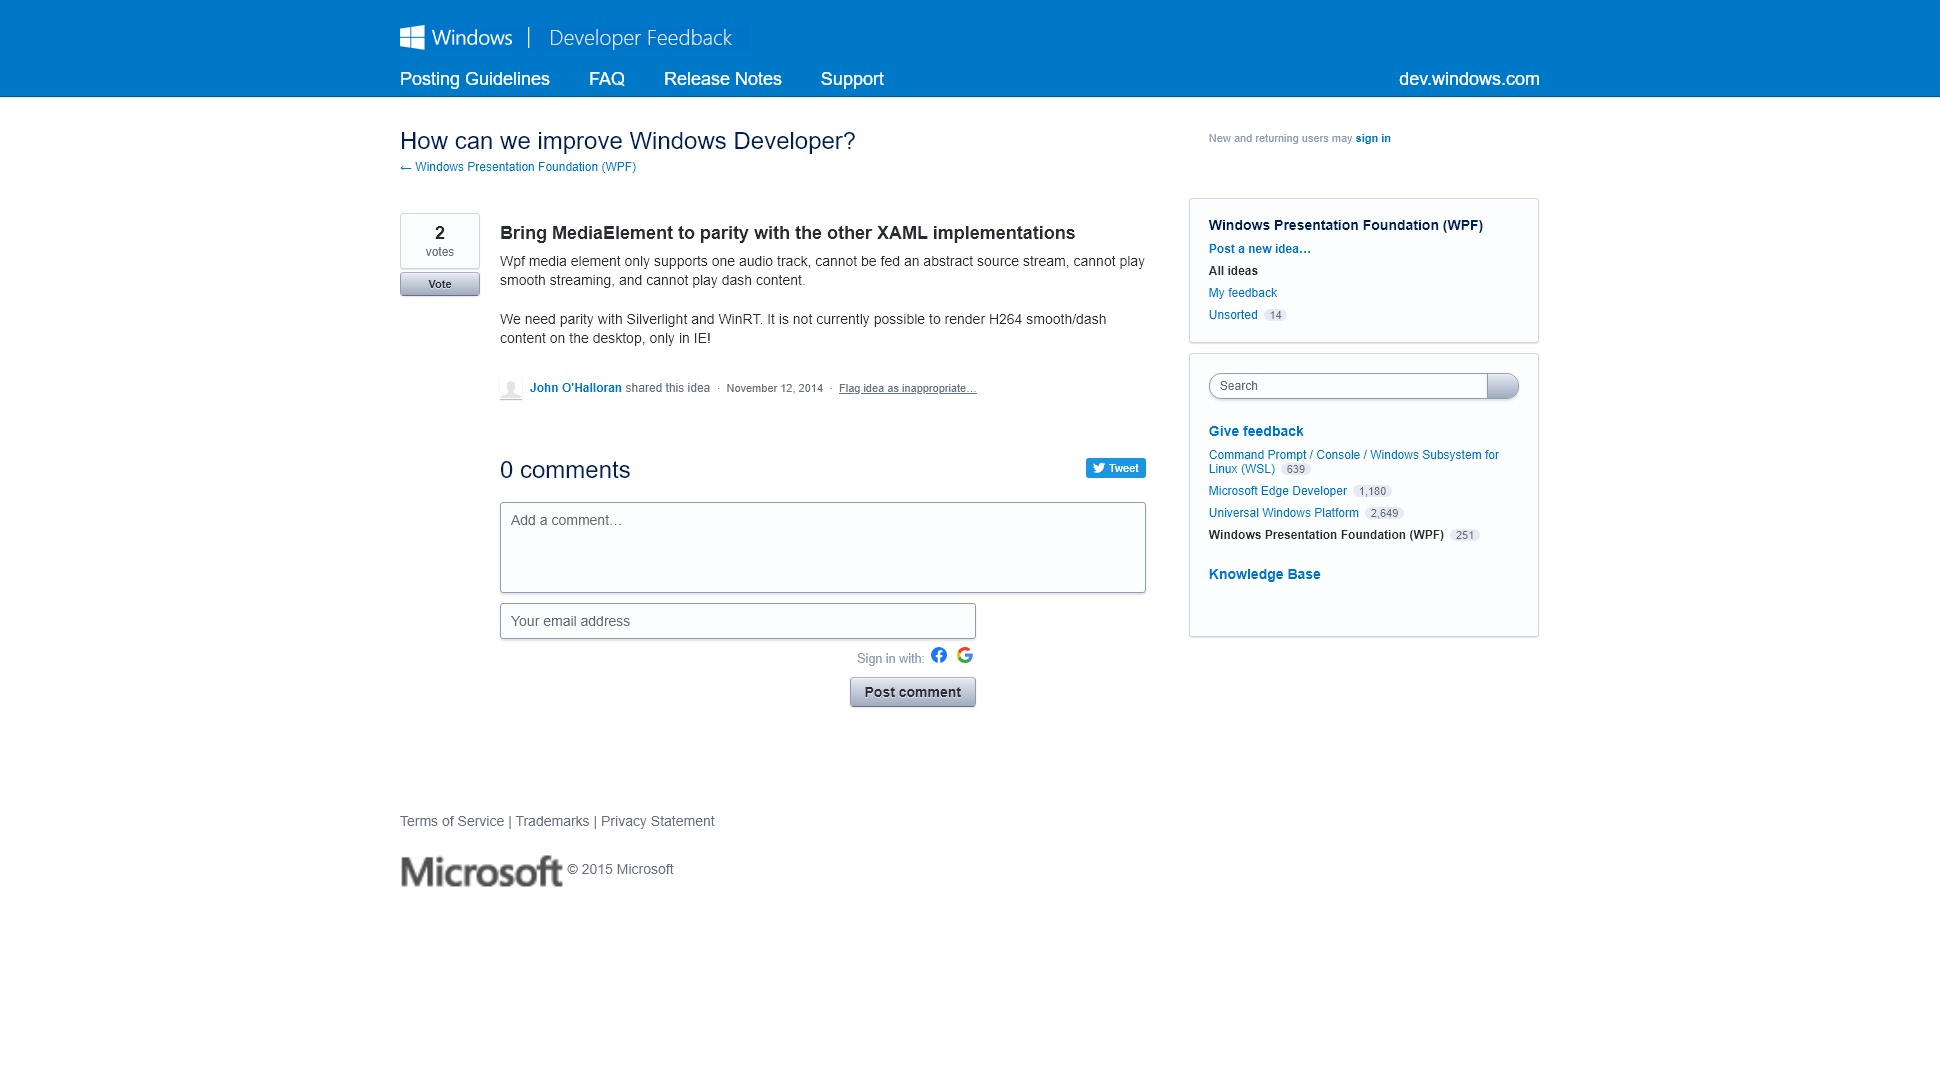 Windows | Developer Feedback
Posting Guidelines FAQ Release Notes Support dev.windows.com
How can we improve Windows Developer?
← Windows Presentation Foundation (WPF)
New and returning users may sign in
2
votes
Vote
Bring MediaElement to parity with the other XAML implementations
Wpf media element only supports one audio track, cannot be fed an abstract source stream, cannot play
smooth streaming, and cannot play dash content.
We need parity with Silverlight and WinRT. It is not currently possible to render H264 smooth/dash
content on the desktop, only in IE!
John O'Halloran shared this idea · November 12, 2014 · Flag idea as inappropriate…
0 comments
Tweet
Add a comment…
Your email address
Sign in with:
Post comment
Windows Presentation Foundation (WPF)
Post a new idea…
All ideas
My feedback
Unsorted 14
Search
Give feedback
Command Prompt / Console / Windows Subsystem for
Linux (WSL) 639
Microsoft Edge Developer 1,180
Universal Windows Platform 2,649
Windows Presentation Foundation (WPF) 251
Knowledge Base
Terms of Service | Trademarks | Privacy Statement
Microsoft © 2015 Microsoft